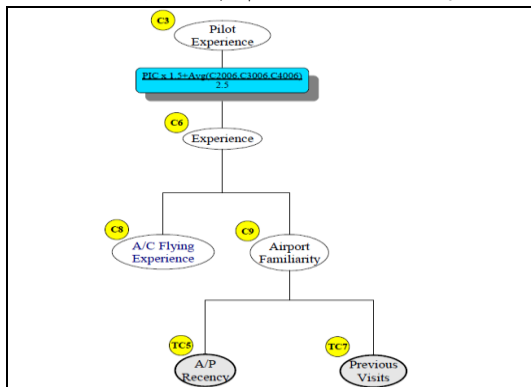 C3
Pilot
Experience
PIC x 1.5+Avg(C2006,C3006,C4006)
2.5
C6
Experience
C8
A/C Flying
Experience
C9
Airport
Familiarity
TC5
A/P
Recency
TC7
Previous
Visits